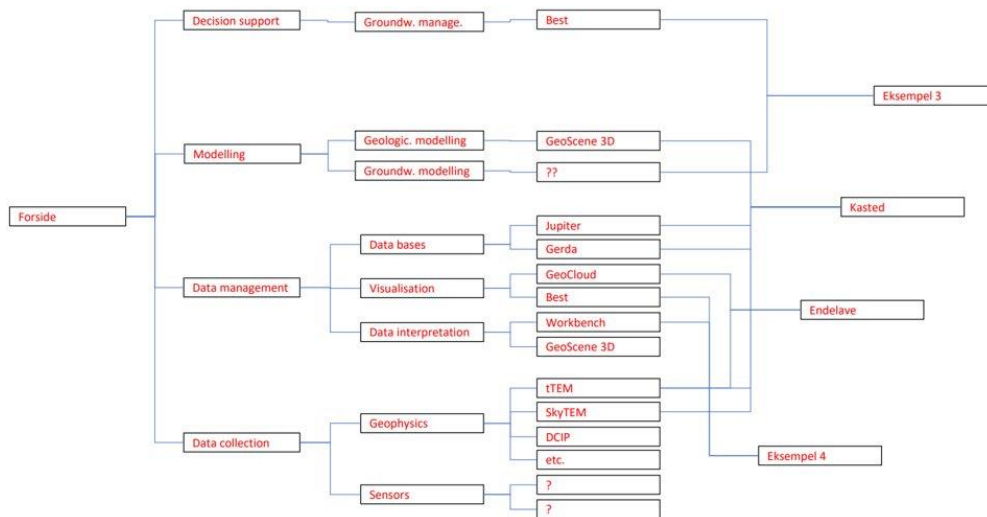 Forside
Decision support
Groundw. manage.
Best
Eksempel 3
Modelling
Geologic. modelling
GeoScene 3D
Groundw. modelling
??
Kasted
Data management
Data bases
Jupiter
Gerda
Visualisation
GeoCloud
Best
Endelave
Data interpretation
Workbench
GeoScene 3D
Data collection
Geophysics
tTEM
SkyTEM
DCIP
etc.
Eksempel 4
Sensors
?
?